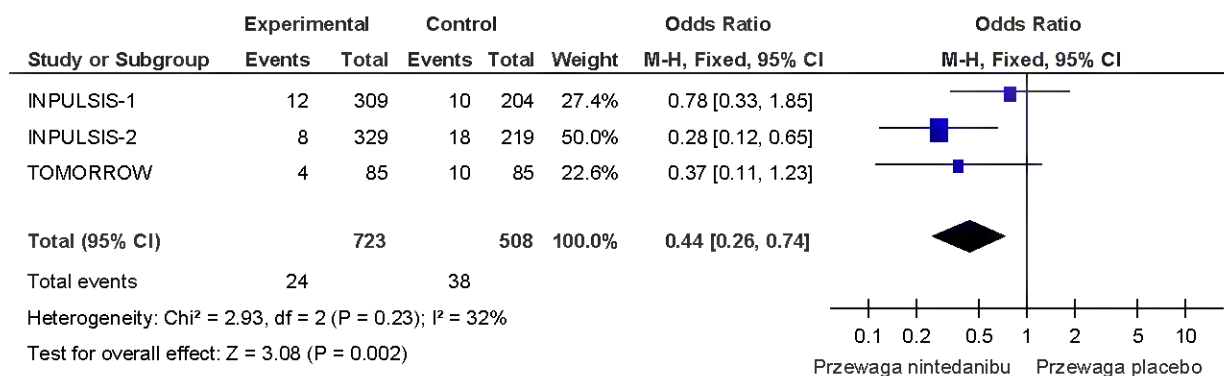 Experimental Control Odds Ratio Odds Ratio
Study or Subgroup Events Total Events Total Weight M-H, Fixed, 95% CI M-H, Fixed, 95% CI
INPULSIS-1 12 309 10 204 27.4% 0.78 [0.33, 1.85]
INPULSIS-2 8 329 18 219 50.0% 0.28 [0.12, 0.65]
TOMORROW 4 85 10 85 22.6% 0.37 [0.11, 1.23]
Total (95% CI) 723 508 100.0% 0.44 [0.26, 0.74]
Total events 24 38
Heterogeneity: Chi² = 2.93, df = 2 (P = 0.23); I² = 32%
Test for overall effect: Z = 3.08 (P = 0.002)
0.1 0.2 0.5 1 2 5 10
Przewaga nintedanibu Przewaga placebo